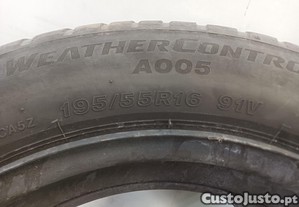 WEATHERCONTRO
A005
195/55R16 91V
CustoJusto.pt